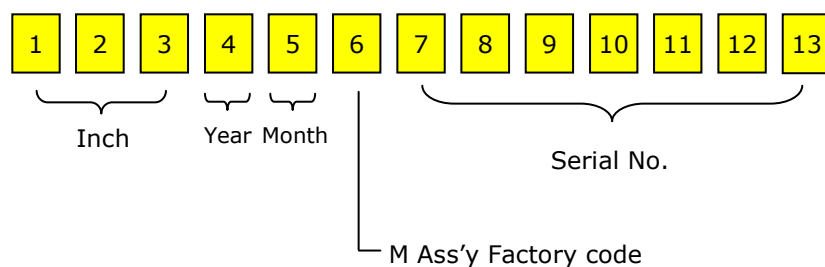 1 2 3 4 5 6 7 8 9 10 11 12 13
Inch Year Month Serial No.
M Ass’y Factory code